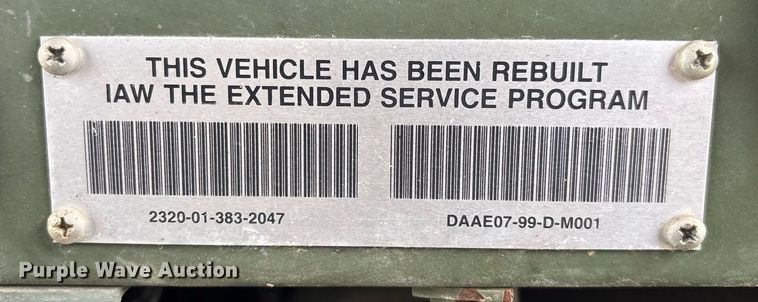 THIS VEHICLE HAS BEEN REBUILT
IAW THE EXTENDED SERVICE PROGRAM
2320-01-383-2047 DAAE07-99-D-M001
Purple Wave Auction